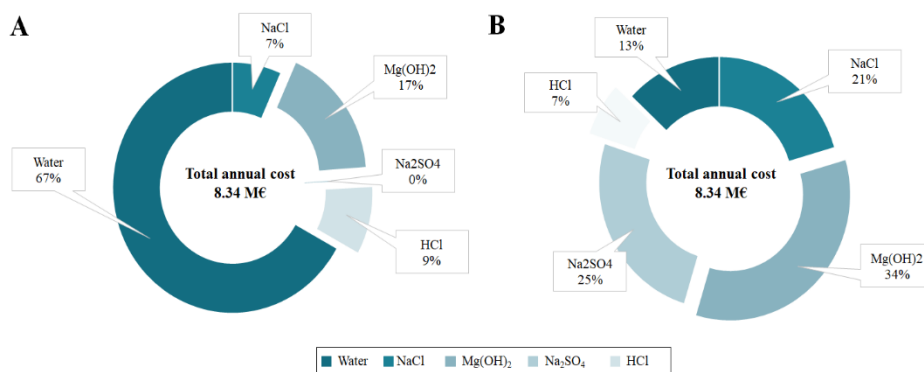 A
NaCl
7%
Mg(OH)2
17%
Water
67%
Total annual cost
8.34 M€
Na2SO4
0%
HCl
9%
B
Water
13%
NaCl
21%
HCl
7%
Total annual cost
8.34 M€
Na2SO4
25%
Mg(OH)2
34%
Water NaCl Mg(OH)₂ Na₂SO₄ HCl